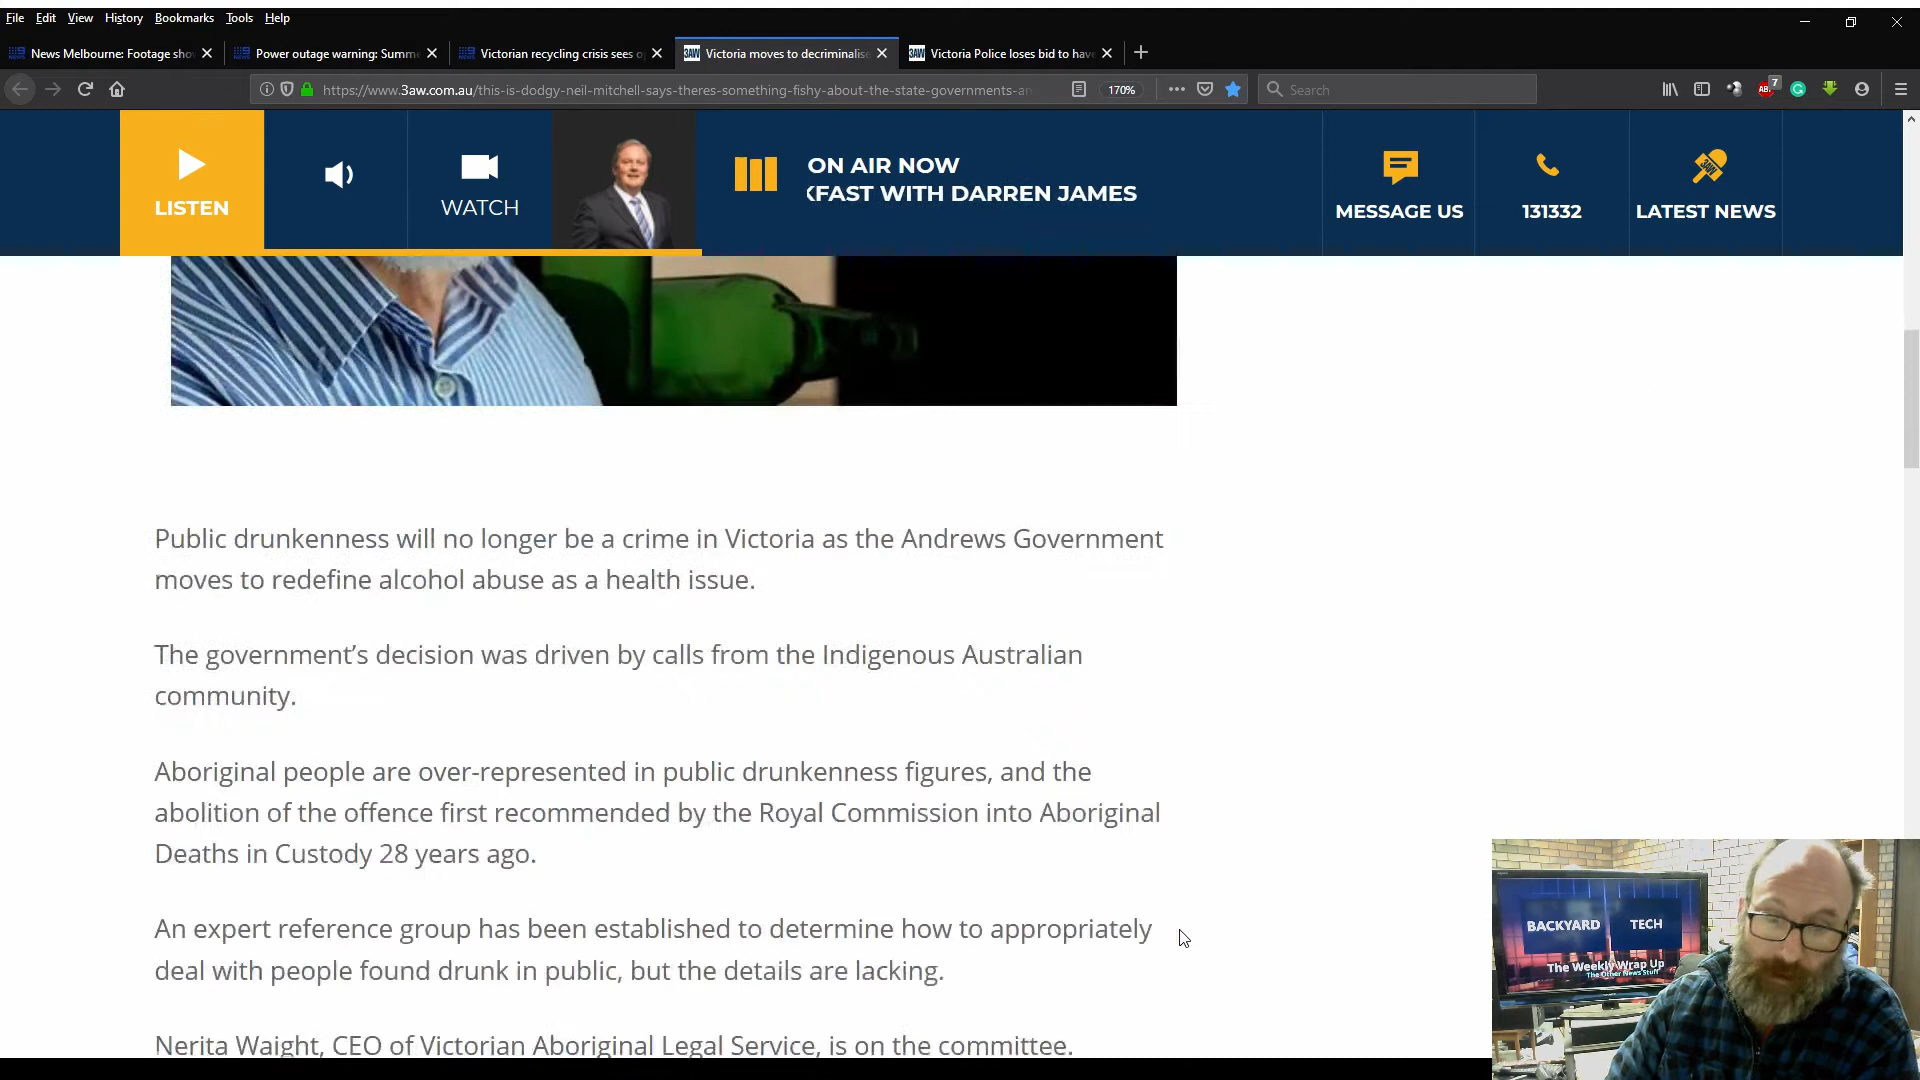 File Edit View History Bookmarks Tools Help
News Melbourne: Footage sho
Power outage warning: Summe
Victorian recycling crisis sees o
3AW Victoria moves to decriminalise
3AW Victoria Police loses bid to have
https://www.3aw.com.au/this-is-dodgy-neil-mitchell-says-theres-something-fishy-about-the-state-governments-an
170%
Search
7
LISTEN
WATCH
ON AIR NOW
KFAST WITH DARREN JAMES
MESSAGE US
131332
LATEST NEWS
Public drunkenness will no longer be a crime in Victoria as the Andrews Government
moves to redefine alcohol abuse as a health issue.
The government’s decision was driven by calls from the Indigenous Australian
community.
Aboriginal people are over-represented in public drunkenness figures, and the
abolition of the offence first recommended by the Royal Commission into Aboriginal
Deaths in Custody 28 years ago.
An expert reference group has been established to determine how to appropriately
deal with people found drunk in public, but the details are lacking.
Nerita Waight, CEO of Victorian Aboriginal Legal Service, is on the committee.
BACKYARD TECH
The Weekly Wrap Up
The Other News Stuff